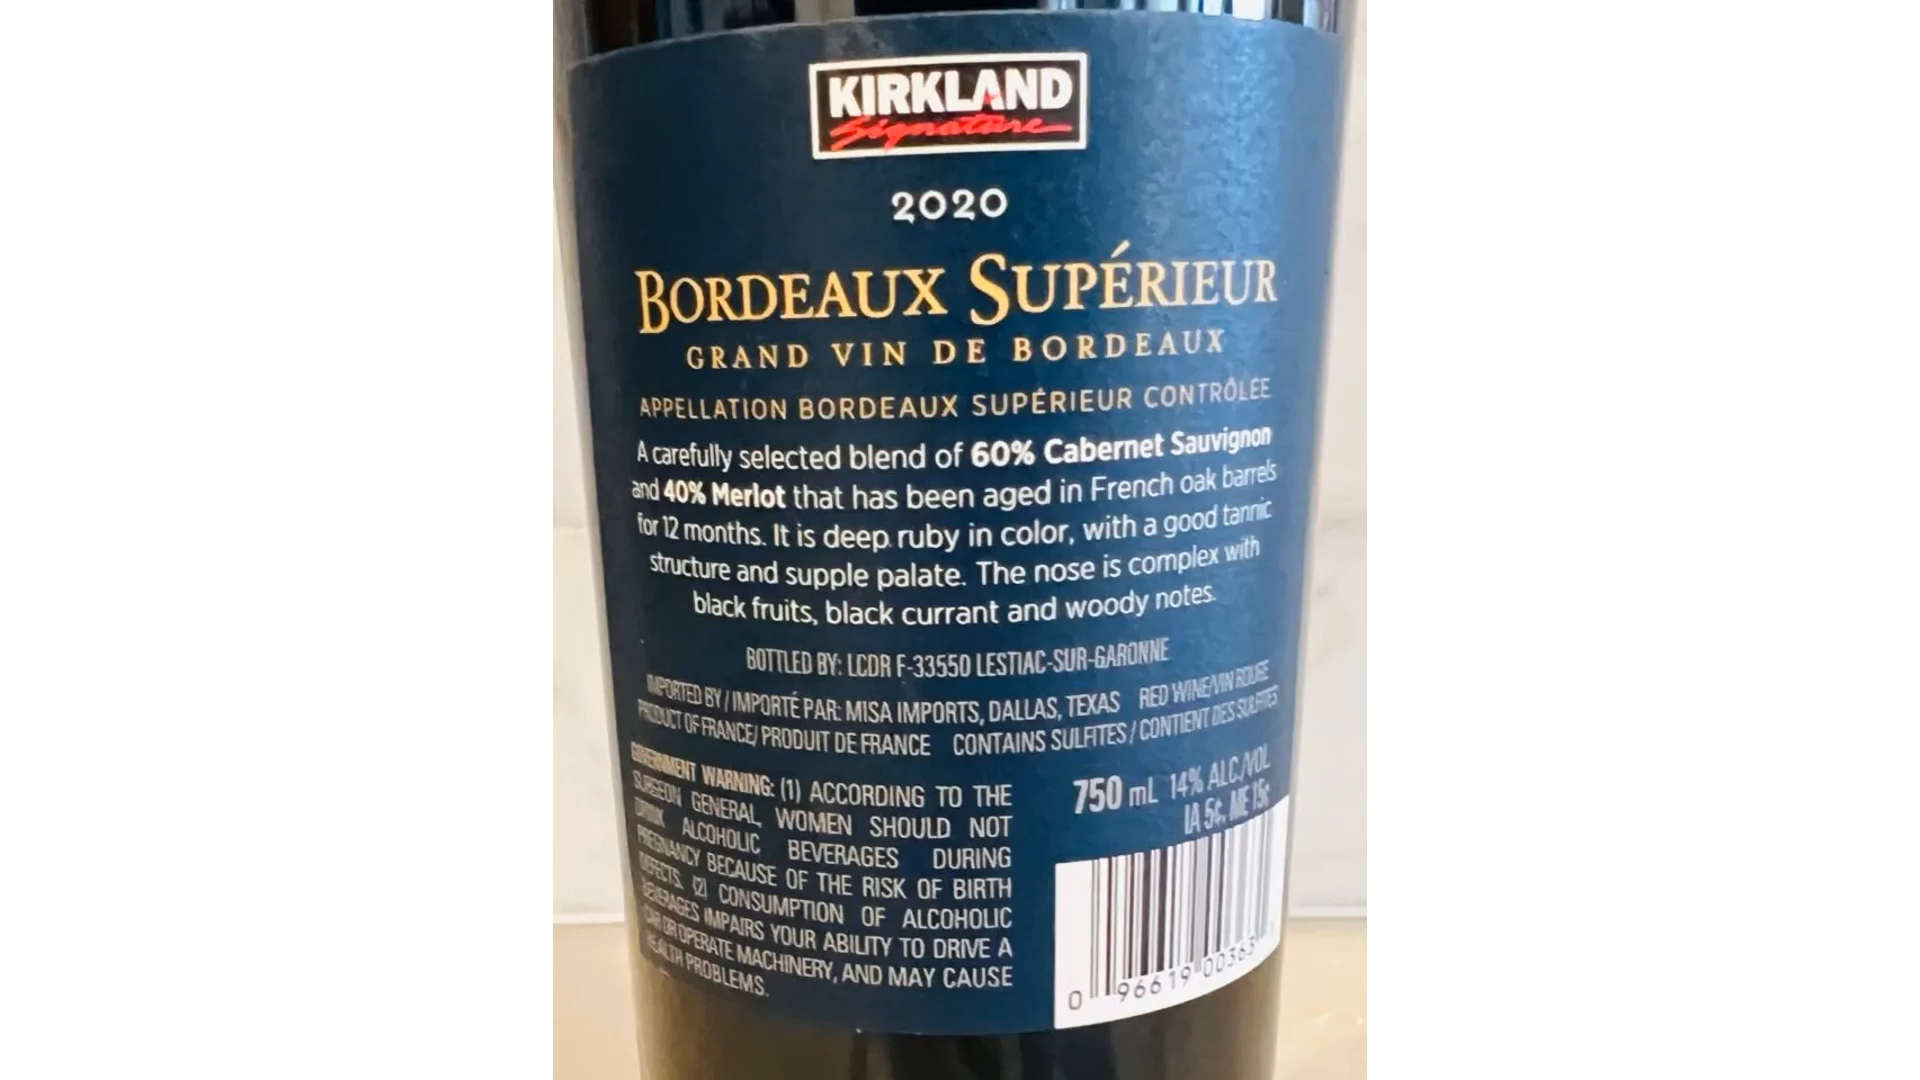 KIRKLAND
Signature
2020
BORDEAUX SUPÉRIEUR
GRAND VIN DE BORDEAUX
APPELLATION BORDEAUX SUPÉRIEUR CONTRÔLÉE
A carefully selected blend of 60% Cabernet Sauvignon
and 40% Merlot that has been aged in French oak barrels
for 12 months. It is deep ruby in color, with a good tannic
structure and supple palate. The nose is complex with
black fruits, black currant and woody notes.
BOTTLED BY: LCDR F-33550 LESTIAC-SUR-GARONNE
IMPORTED BY / IMPORTÉ PAR: MISA IMPORTS, DALLAS, TEXAS RED WINE/VIN ROUGE
PRODUCT OF FRANCE/ PRODUIT DE FRANCE CONTAINS SULFITES / CONTIENT DES SULFITES
GOVERNMENT WARNING: (1) ACCORDING TO THE
SURGEON GENERAL, WOMEN SHOULD NOT
DRINK ALCOHOLIC BEVERAGES DURING
PREGNANCY BECAUSE OF THE RISK OF BIRTH
DEFECTS. (2) CONSUMPTION OF ALCOHOLIC
BEVERAGES IMPAIRS YOUR ABILITY TO DRIVE A
CAR OR OPERATE MACHINERY, AND MAY CAUSE
HEALTH PROBLEMS.
750 mL 14% ALC./VOL
IA 5¢, ME 15¢
0 96619 00363